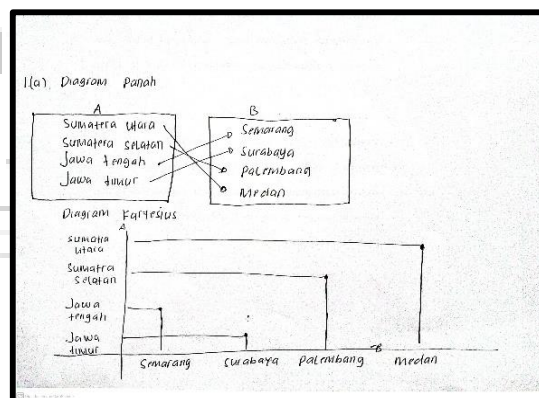 1(a) Diagram Panah
A
B
Sumatera Utara
Sumatera Selatan
Jawa tengah
Jawa timur
Semarang
Surabaya
Palembang
Medan
Diagram Kartesius
A
Sumatra
Utara
Sumatra
Selatan
Jawa
tengah
Jawa
timur
B
Semarang
Surabaya
Palembang
Medan